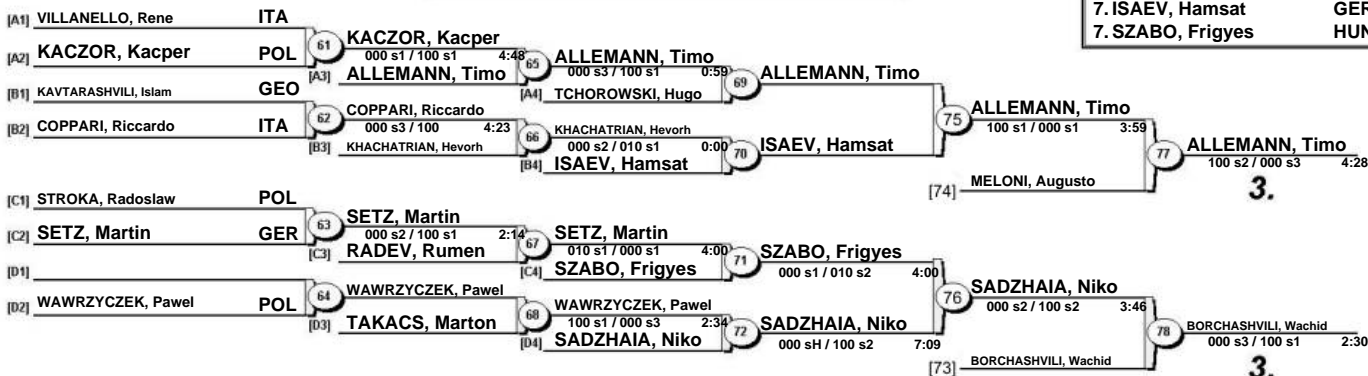 7. ISAEV, Hamsat GER
7. SZABO, Frigyes HUN
[A1] VILLANELLO, Rene ITA
61
[A2] KACZOR, Kacper POL
KACZOR, Kacper
000 s1 / 100 s1 4:48
[A3] ALLEMANN, Timo
65
ALLEMANN, Timo
000 s3 / 100 s1 0:59
[A4] TCHOROWSKI, Hugo
69
ALLEMANN, Timo
[B1] KAVTARASHVILI, Islam GEO
62
[B2] COPPARI, Riccardo ITA
COPPARI, Riccardo
000 s3 / 100 4:23
[B3] KHACHATRIAN, Hevorh
66
KHACHATRIAN, Hevorh
000 s2 / 010 s1 0:00
[B4] ISAEV, Hamsat
70
ISAEV, Hamsat
75
ALLEMANN, Timo
100 s1 / 000 s1 3:59
[74] MELONI, Augusto
77
ALLEMANN, Timo
100 s2 / 000 s3 4:28
3.
[C1] STROKA, Radoslaw POL
63
[C2] SETZ, Martin GER
SETZ, Martin
000 s2 / 100 s1 2:14
[C3] RADEV, Rumen
67
SETZ, Martin
010 s1 / 000 s1 4:00
[C4] SZABO, Frigyes
71
SZABO, Frigyes
000 s1 / 010 s2 4:00
[D1]
64
[D2] WAWRZYCZEK, Pawel POL
WAWRZYCZEK, Pawel
[D3] TAKACS, Marton
68
WAWRZYCZEK, Pawel
100 s1 / 000 s3 2:34
[D4] SADZHAIA, Niko
72
SADZHAIA, Niko
000 sH / 100 s2 7:09
76
SADZHAIA, Niko
000 s2 / 100 s2 3:46
[73] BORCHASHVILI, Wachid
78
BORCHASHVILI, Wachid
000 s3 / 100 s1 2:30
3.